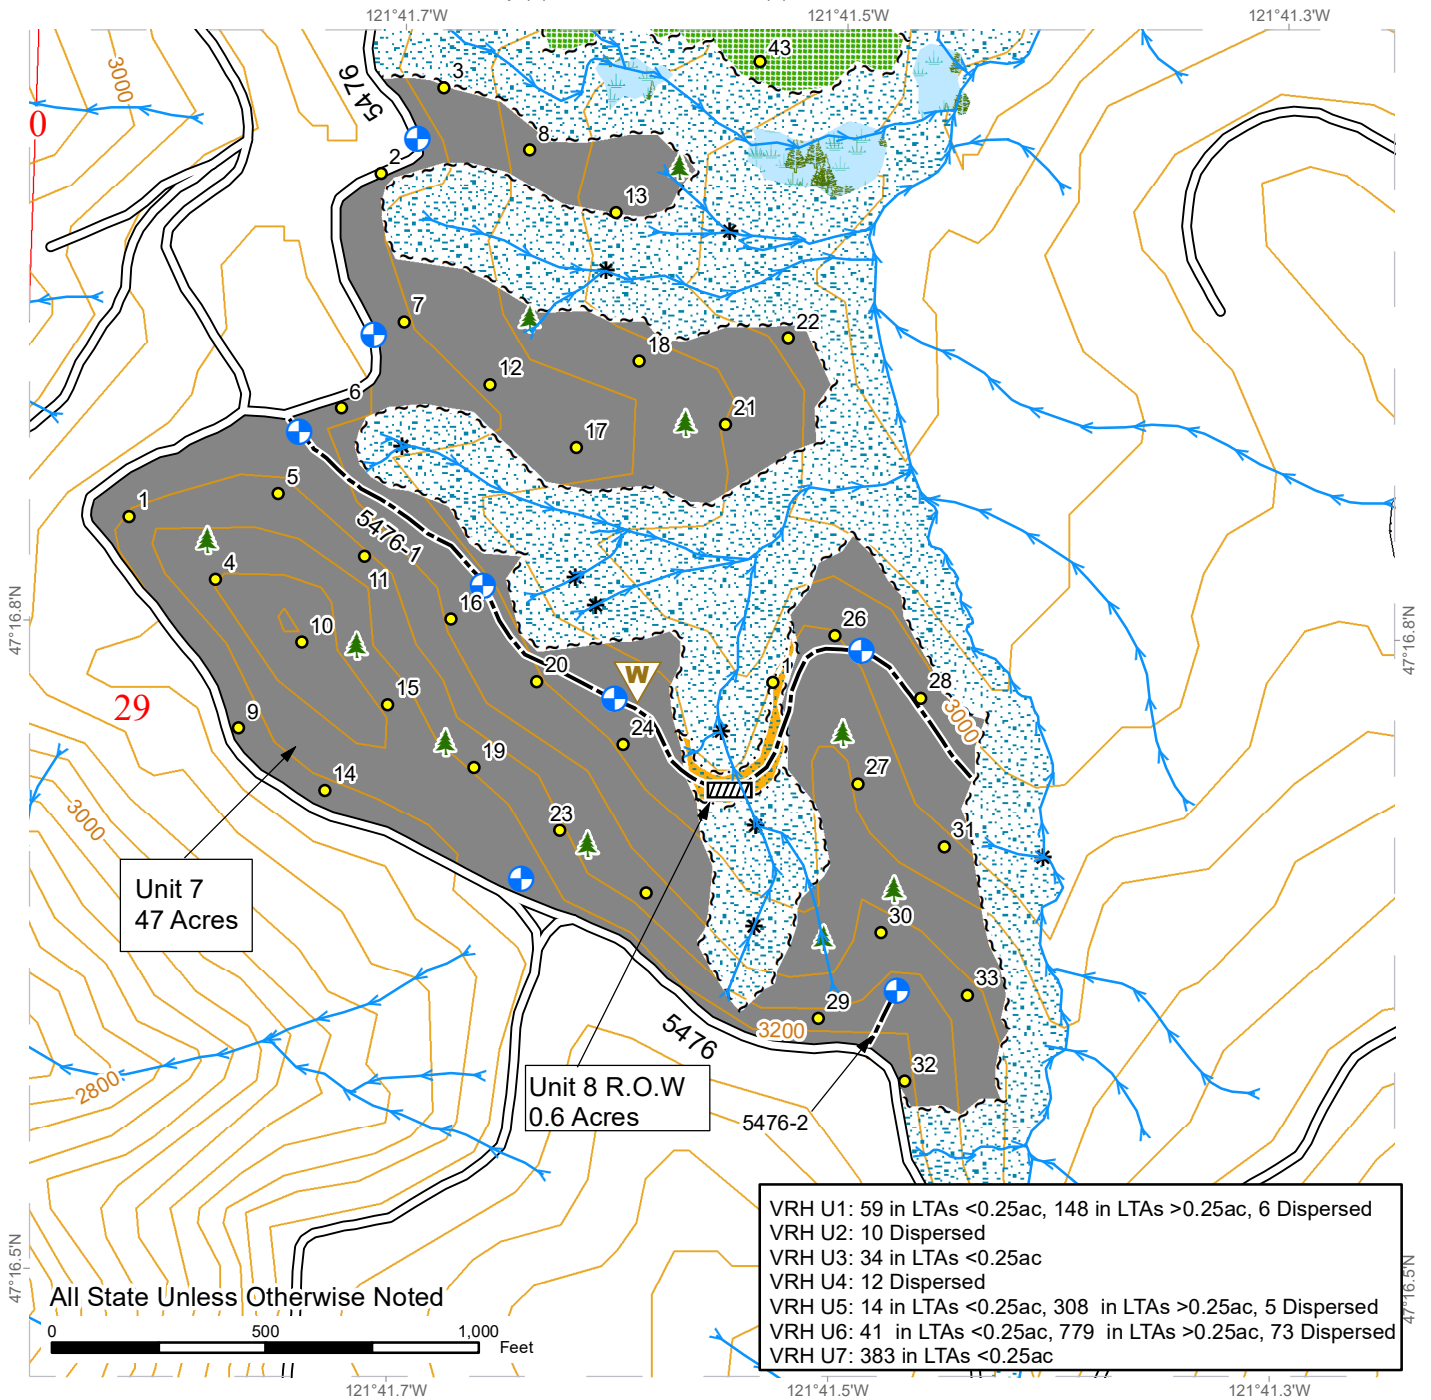 121°41.7'W
121°41.5'W
121°41.3'W
3000
5476
3
43
0
8
2
13
7
22
18
12
6
21
17
5
1
5476-1
11
4
16
47°16.8'N
10
26
47°16.8'N
20
W
1
28
15
3000
29
9
24
19
27
14
3000
23
31
Unit 7
47 Acres
30
33
29
5476
3200
32
2800
Unit 8 R.O.W
0.6 Acres
5476-2
VRH U1: 59 in LTAs <0.25ac, 148 in LTAs >0.25ac, 6 Dispersed
VRH U2: 10 Dispersed
VRH U3: 34 in LTAs <0.25ac
VRH U4: 12 Dispersed
VRH U5: 14 in LTAs <0.25ac, 308 in LTAs >0.25ac, 5 Dispersed
VRH U6: 41 in LTAs <0.25ac, 779 in LTAs >0.25ac, 73 Dispersed
VRH U7: 383 in LTAs <0.25ac
47°16.5'N
47°16.5'N
All State Unless Otherwise Noted
0 500 1,000
Feet
121°41.7'W
121°41.5'W
121°41.3'W